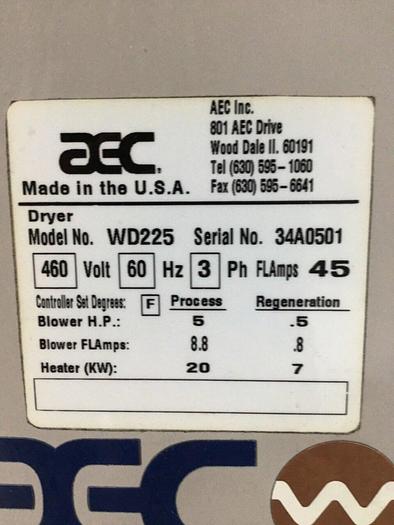 AEC Inc.
801 AEC Drive
Wood Dale Il. 60191
Tel (630) 595-1060
Fax (630) 595-6641
AEC.
Made in the U.S.A.
Dryer
Model No. WD225 Serial No. 34A0501
460 Volt 60 Hz 3 Ph FLAmps 45
Controller Set Degrees: F Process Regeneration
Blower H.P.: 5 .5
Blower FLAmps: 8.8 .8
Heater (KW): 20 7
AEC W